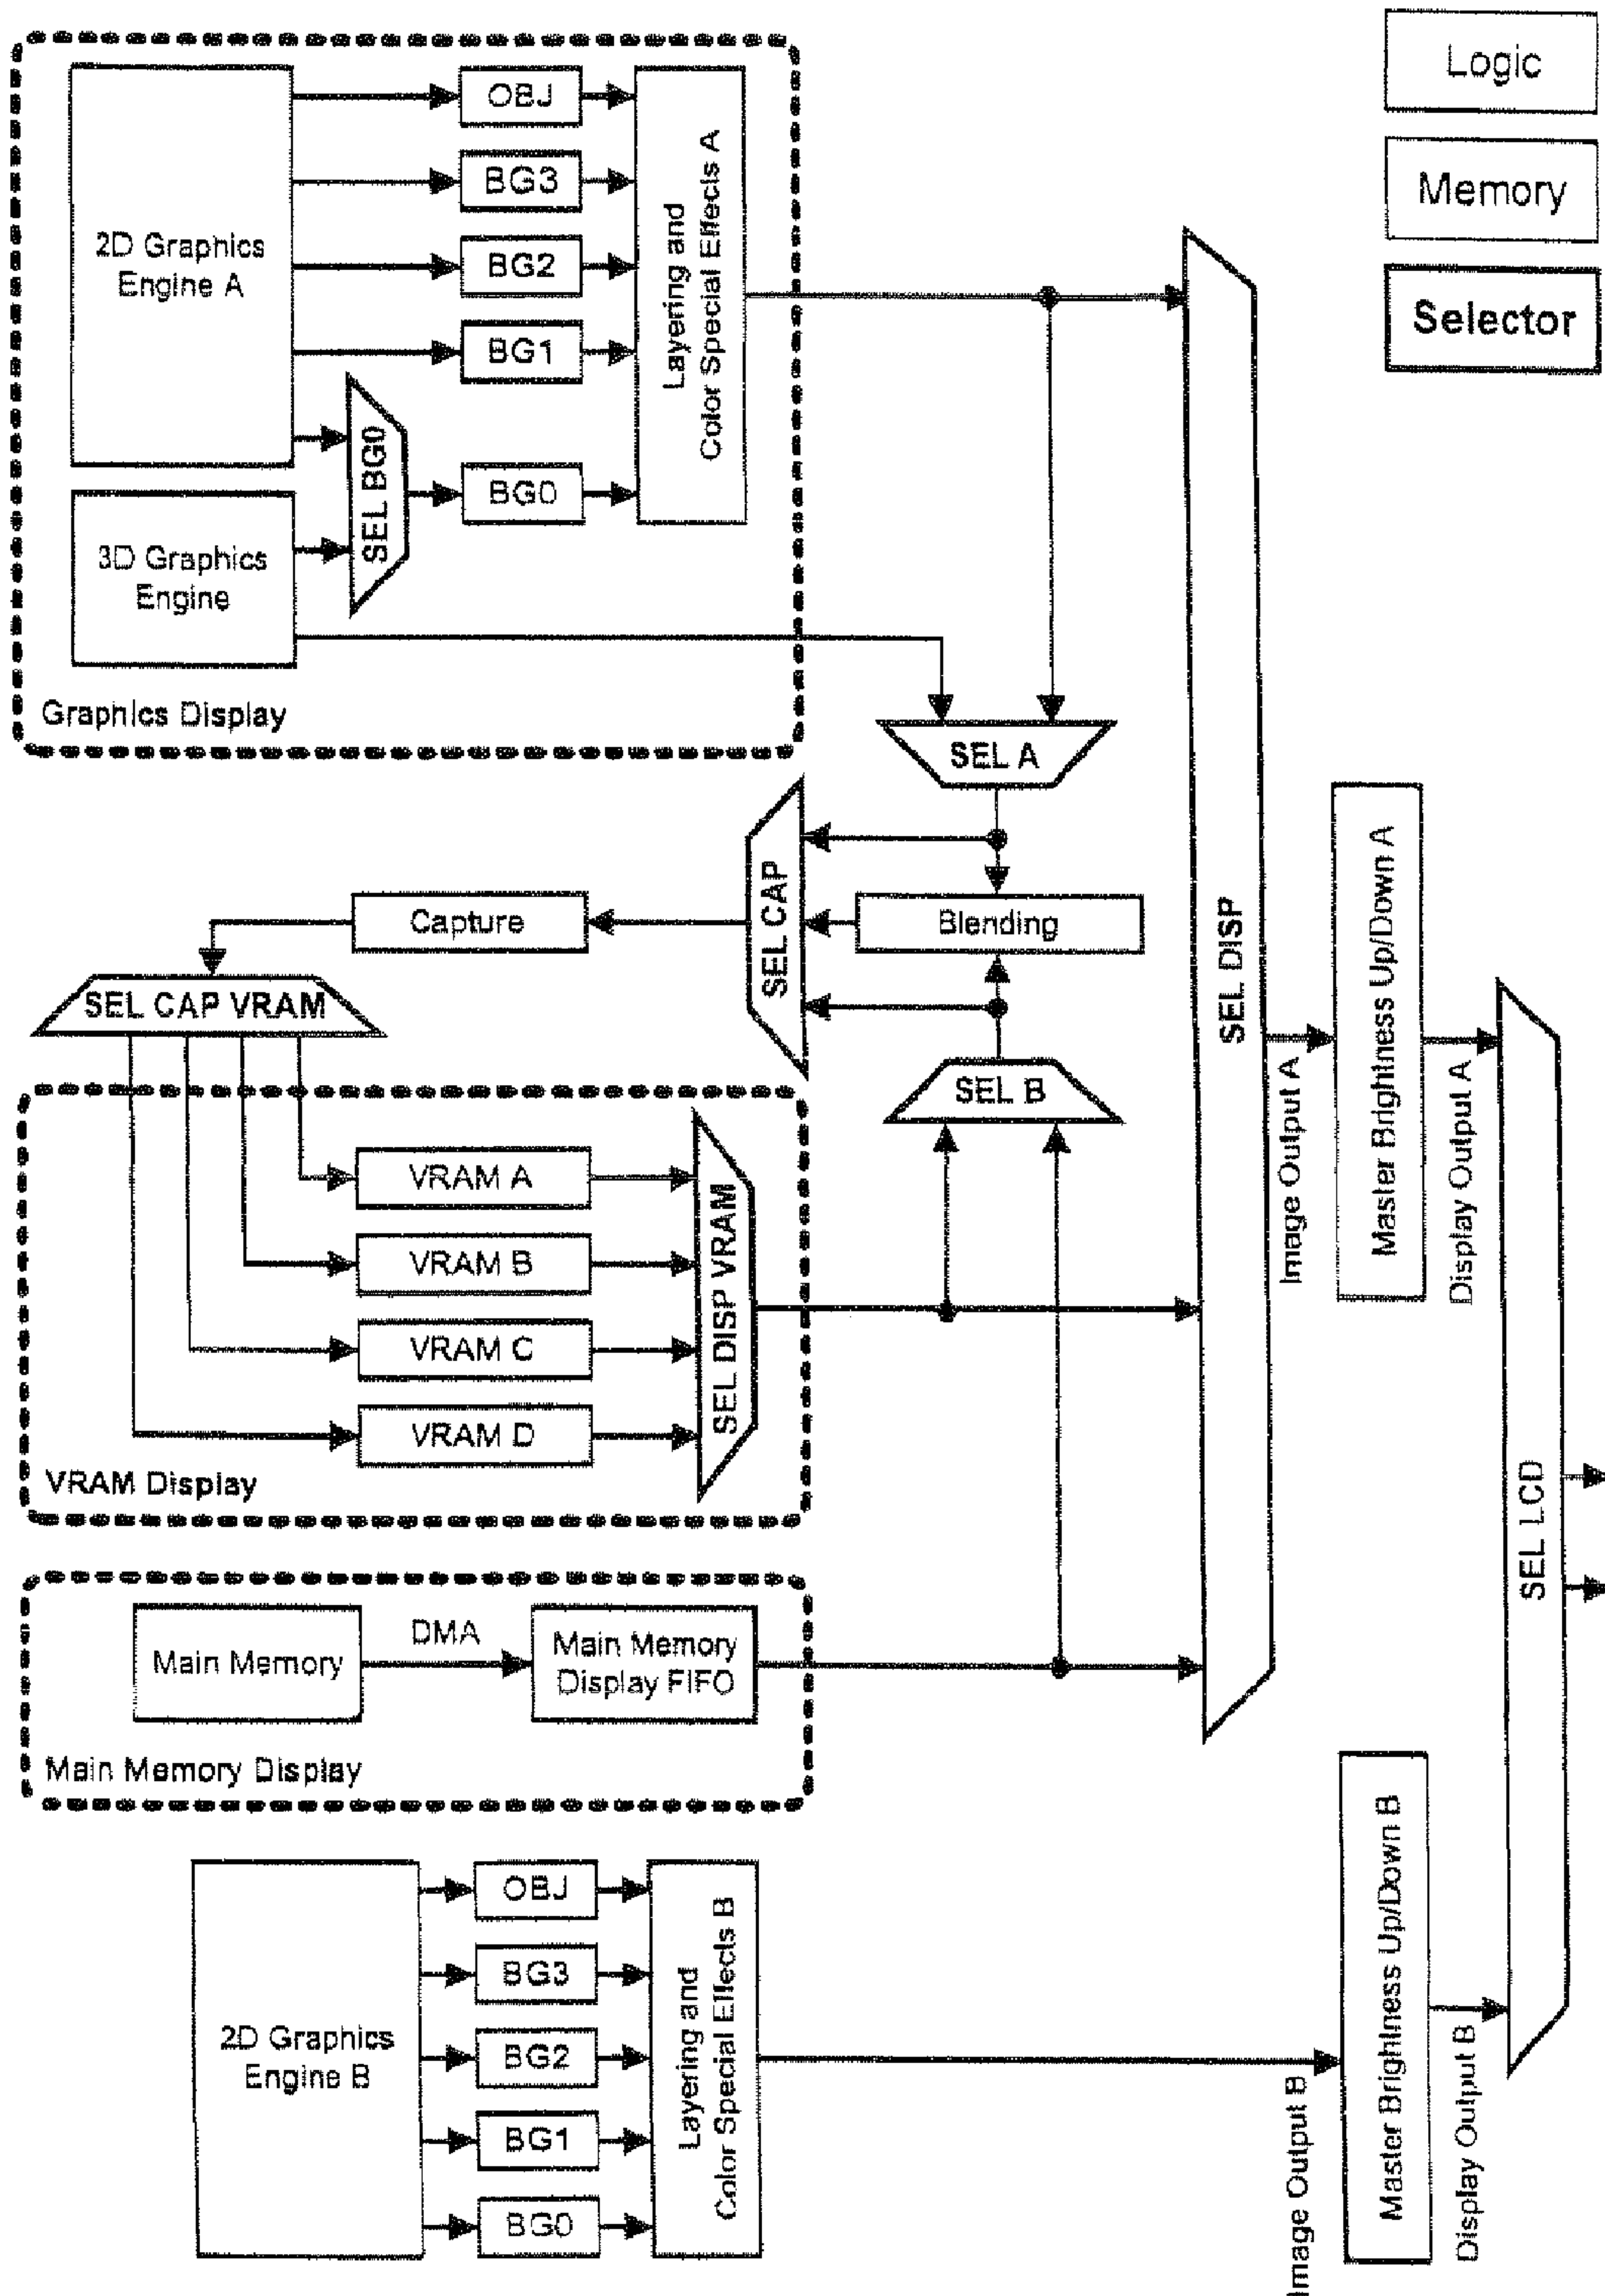 Logic
Memory
Selector
2D Graphics
Engine A
OBJ
BG3
BG2
BG1
SEL BG0
BG0
Layering and
Color Special Effects A
3D Graphics
Engine
Graphics Display
SEL A
SEL CAP
Blending
Capture
SEL CAP VRAM
SEL B
SEL DISP
Image Output A
Master Brightness Up/Down A
Display Output A
VRAM A
VRAM B
VRAM C
VRAM D
SEL DISP VRAM
VRAM Display
SEL LCD
Main Memory
DMA
Main Memory
Display FIFO
Main Memory Display
2D Graphics
Engine B
OBJ
BG3
BG2
BG1
BG0
Layering and
Color Special Effects B
Image Output B
Master Brightness Up/Down B
Display Output B